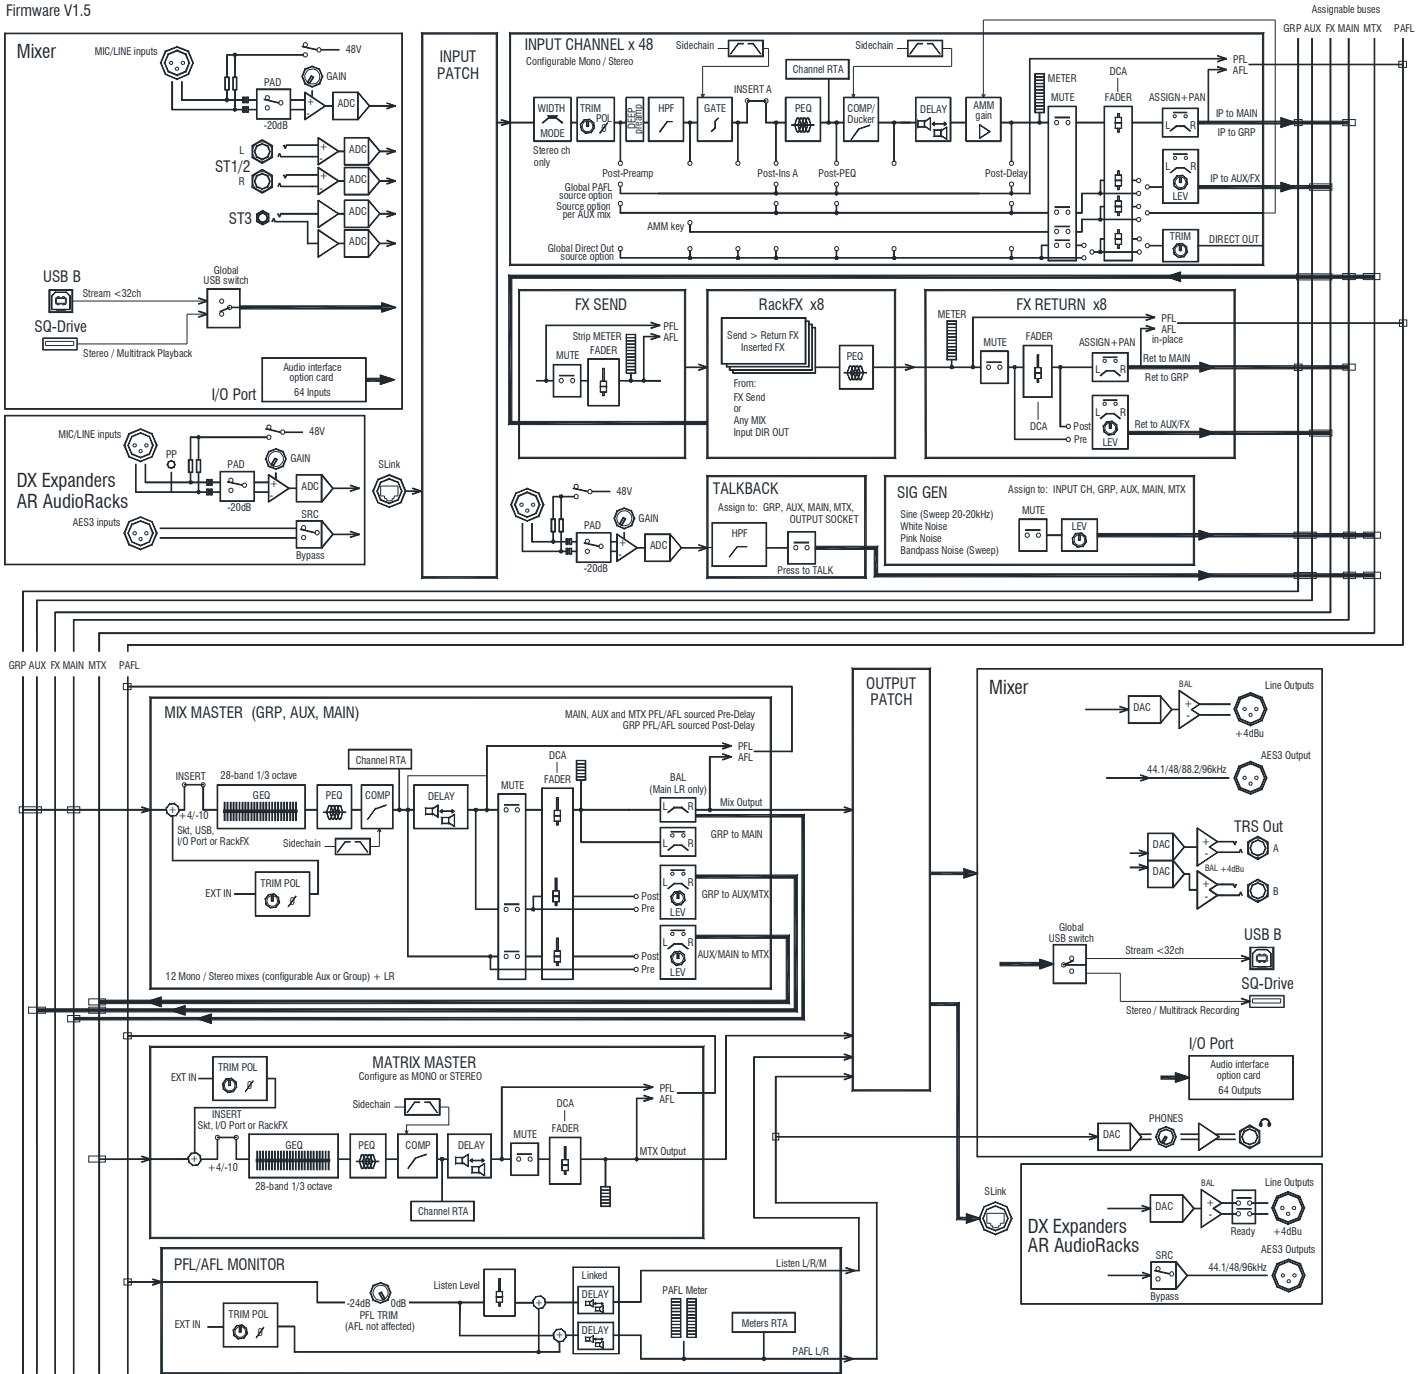 Firmware V1.5
Assignable buses
GRP AUX FX MAIN MTX PAFL
Mixer
MIC/LINE inputs
48V
PAD
-20dB
GAIN
ADC
L
ST1/2
R
ADC
ADC
ST3
ADC
ADC
USB B
Stream <32ch
SQ-Drive
Stereo / Multitrack Playback
Global
USB switch
I/O Port
Audio interface
option card
64 Inputs
MIC/LINE inputs
PP
48V
PAD
-20dB
GAIN
ADC
DX Expanders
AR AudioRacks
AES3 inputs
SRC
Bypass
SLink
INPUT
PATCH
INPUT CHANNEL x 48
Configurable Mono / Stereo
Sidechain
Sidechain
Channel RTA
INSERT A
WIDTH
MODE
Stereo ch
only
TRIM
POL
DEEP
preamp
HPF
GATE
PEQ
COMP/
Ducker
DELAY
AMM
gain
METER
MUTE
DCA
FADER
ASSIGN+PAN
L
R
PFL
AFL
IP to MAIN
IP to GRP
L
R
LEV
IP to AUX/FX
TRIM
DIRECT OUT
Post-Preamp
Post-Ins A
Post-PEQ
Post-Delay
Global PAFL
source option
Source option
per AUX mix
AMM key
Global Direct Out
source option
FX SEND
Strip METER
MUTE
FADER
PFL
AFL
RackFX x8
Send > Return FX
Inserted FX
From:
FX Send
or
Any MIX
Input DIR OUT
PEQ
FX RETURN x8
METER
MUTE
FADER
DCA
ASSIGN+PAN
L
R
PFL
AFL
in-place
Ret to MAIN
Ret to GRP
L
R
LEV
Post
Pre
Ret to AUX/FX
48V
PAD
-20dB
GAIN
ADC
TALKBACK
Assign to: GRP, AUX, MAIN, MTX,
OUTPUT SOCKET
HPF
Press to TALK
SIG GEN
Assign to: INPUT CH, GRP, AUX, MAIN, MTX
Sine (Sweep 20-20kHz)
White Noise
Pink Noise
Bandpass Noise (Sweep)
MUTE
LEV
GRP AUX FX MAIN MTX PAFL
MIX MASTER (GRP, AUX, MAIN)
MAIN, AUX and MTX PFL/AFL sourced Pre-Delay
GRP PFL/AFL sourced Post-Delay
PFL
AFL
Channel RTA
INSERT
+4/-10
Skt, USB,
I/O Port or RackFX
28-band 1/3 octave
GEQ
PEQ
COMP
Sidechain
DELAY
MUTE
DCA
FADER
BAL
(Main LR only)
L
R
Mix Output
L
R
GRP to MAIN
L
R
LEV
Post
Pre
GRP to AUX/MTX
L
R
LEV
Post
Pre
AUX/MAIN to MTX
EXT IN
TRIM POL
12 Mono / Stereo mixes (configurable Aux or Group) + LR
MATRIX MASTER
Configure as MONO or STEREO
EXT IN
TRIM POL
INSERT
Skt, I/O Port or RackFX
+4/-10
GEQ
28-band 1/3 octave
PEQ
Sidechain
COMP
Channel RTA
DELAY
MUTE
DCA
FADER
PFL
AFL
MTX Output
PFL/AFL MONITOR
EXT IN
TRIM POL
-24dB
0dB
PFL TRIM
(AFL not affected)
Listen Level
Linked
DELAY
DELAY
PAFL Meter
Meters RTA
Listen L/R/M
PAFL L/R
OUTPUT
PATCH
Mixer
DAC
BAL
Line Outputs
+4dBu
AES3 Output
44.1/48/88.2/96kHz
TRS Out
DAC
DAC
BAL +4dBu
A
B
Global
USB switch
Stream <32ch
USB B
SQ-Drive
Stereo / Multitrack Recording
I/O Port
Audio interface
option card
64 Outputs
DAC
PHONES
SLink
DX Expanders
AR AudioRacks
DAC
BAL
Ready
Line Outputs
+4dBu
SRC
Bypass
44.1/48/96kHz
AES3 Outputs